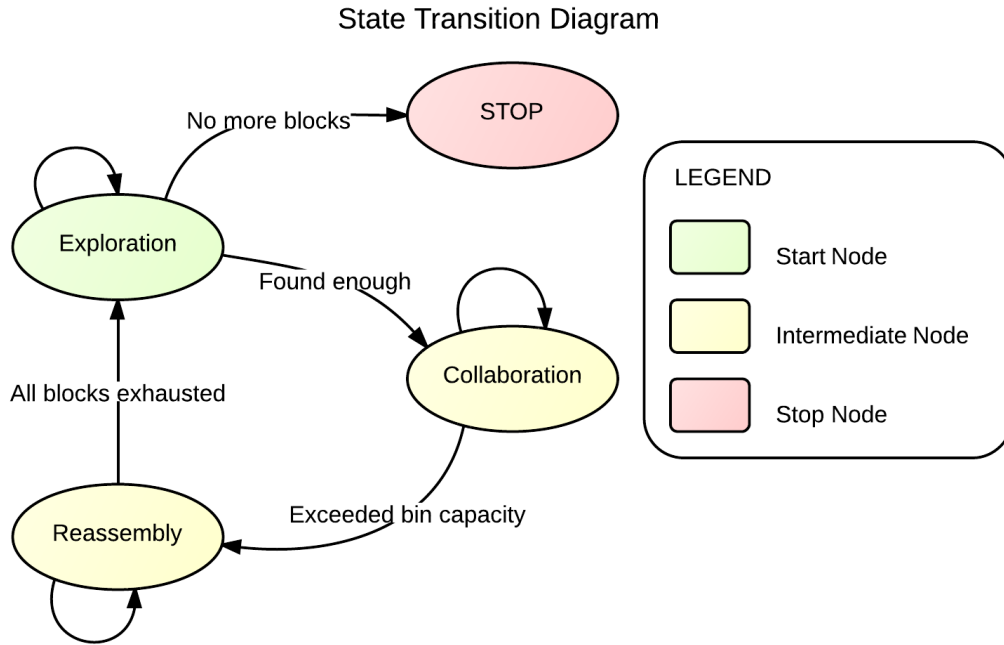 State Transition Diagram
STOP
No more blocks
LEGEND
Exploration
Start Node
Found enough
Intermediate Node
Collaboration
All blocks exhausted
Stop Node
Exceeded bin capacity
Reassembly